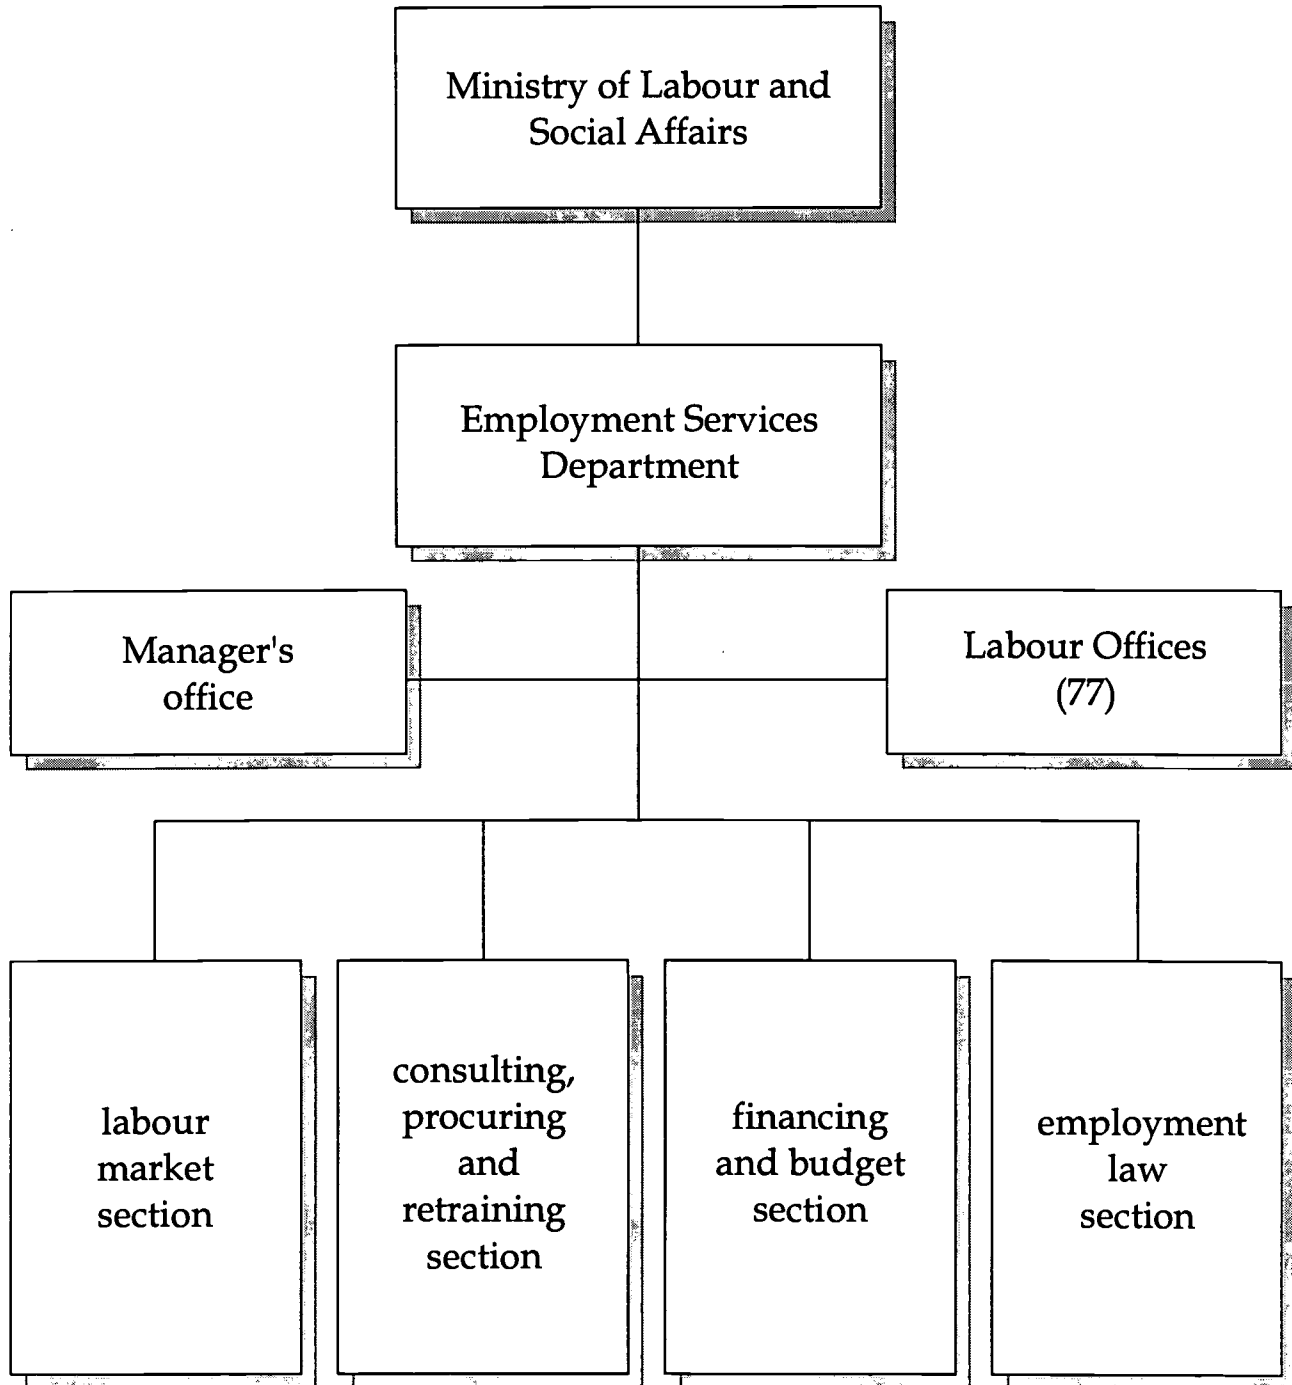 Ministry of Labour and
Social Affairs
Employment Services
Department
Manager's
office
Labour Offices
(77)
labour
market
section
consulting,
procuring
and
retraining
section
financing
and budget
section
employment
law
section